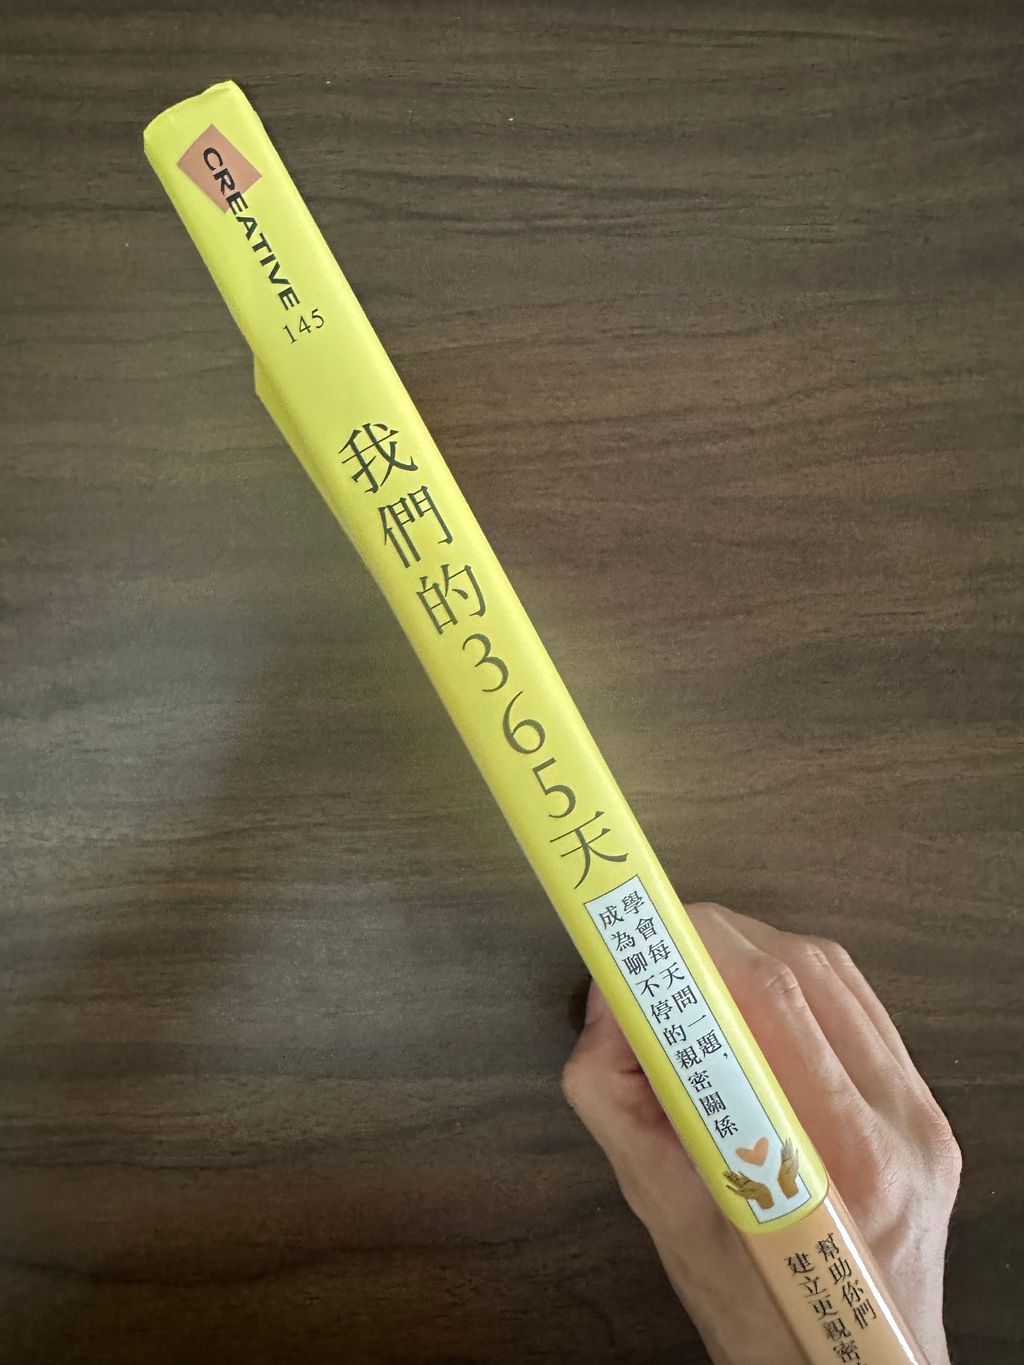 CREATIVE
145
我們的365天
學會每天問一題，
成為聊不停的親密關係
幫助你們
建立更親密